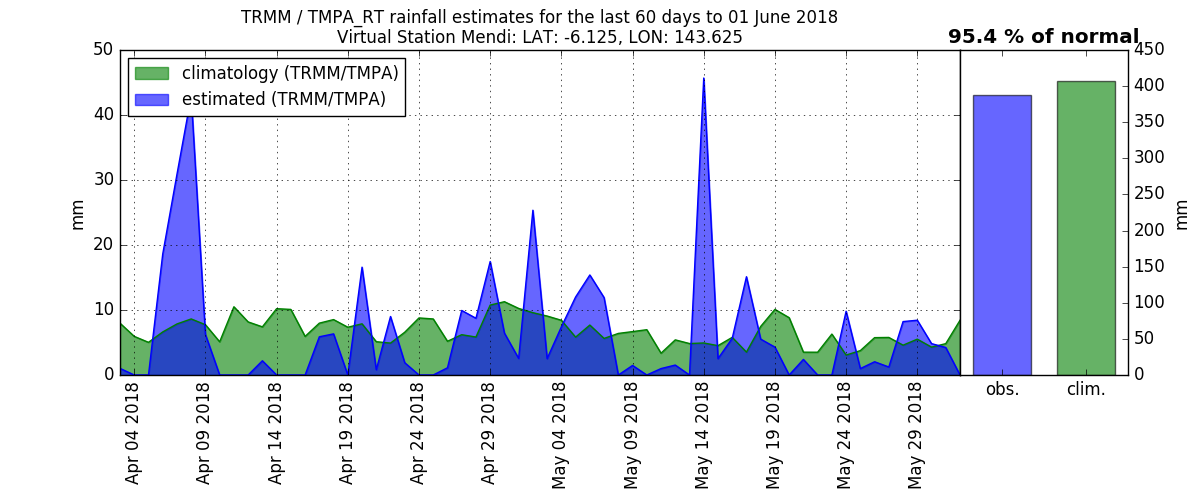 TRMM / TMPA_RT rainfall estimates for the last 60 days to 01 June 2018
Virtual Station Mendi: LAT: -6.125, LON: 143.625
95.4 % of normal
climatology (TRMM/TMPA)
estimated (TRMM/TMPA)
50
40
30
20
10
0
mm
450
400
350
300
250
200
150
100
50
0
mm
obs.
clim.
Apr 04 2018
Apr 09 2018
Apr 14 2018
Apr 19 2018
Apr 24 2018
Apr 29 2018
May 04 2018
May 09 2018
May 14 2018
May 19 2018
May 24 2018
May 29 2018